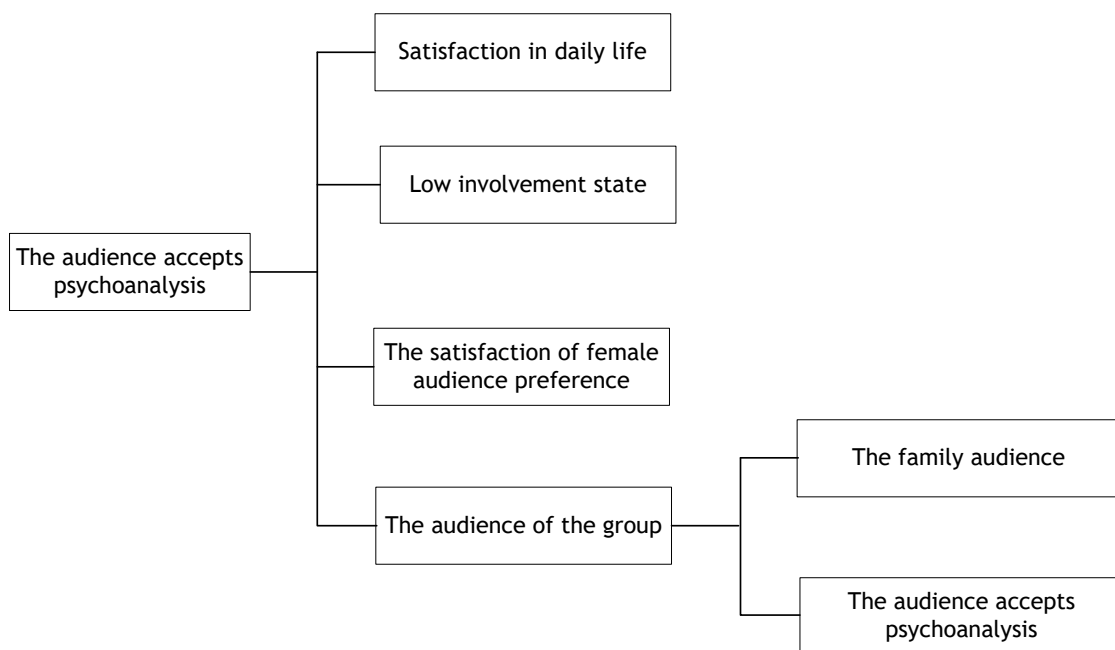 Satisfaction in daily life
Low involvement state
The audience accepts
psychoanalysis
The satisfaction of female
audience preference
The family audience
The audience of the group
The audience accepts
psychoanalysis